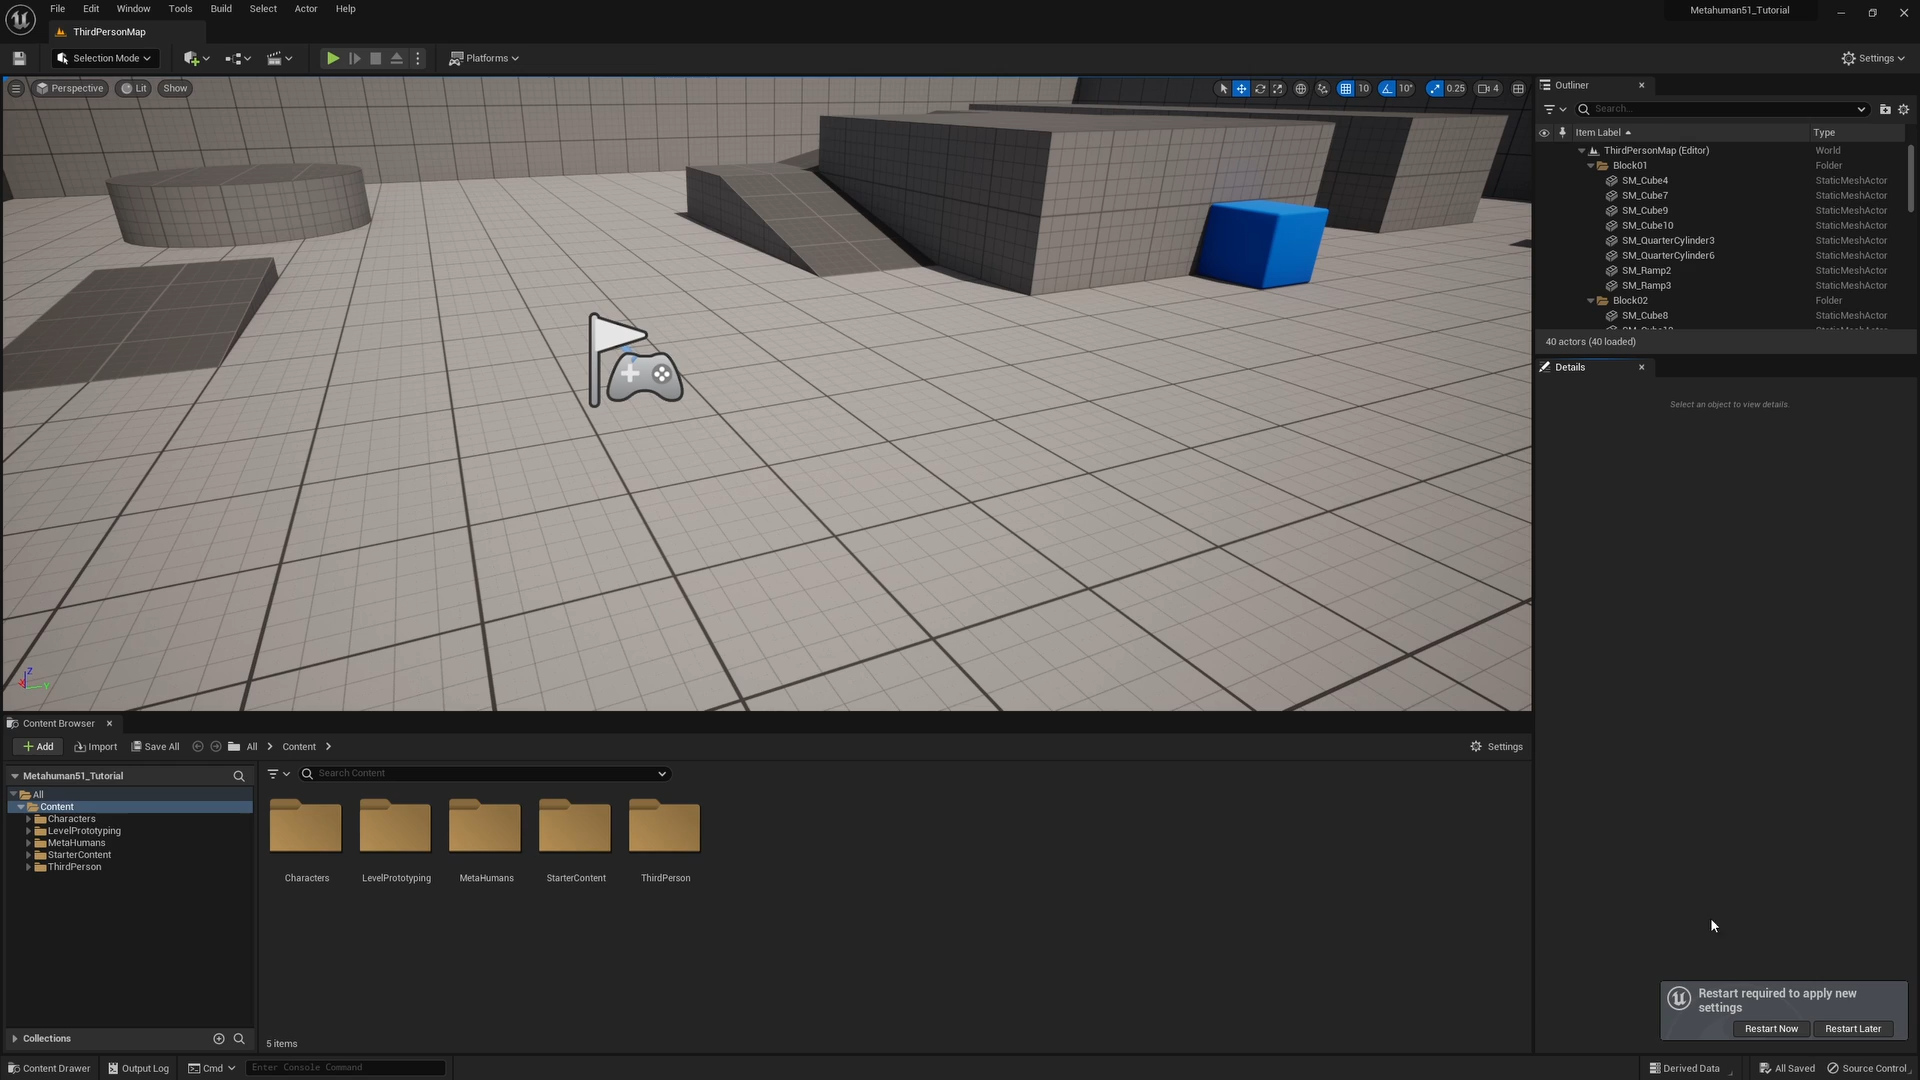 File Edit Window Tools Build Select Actor Help
Metahuman51_Tutorial
ThirdPersonMap
Selection Mode
Platforms
Settings
Perspective Lit Show
10 10° 0.25 4
Outliner
Search...
Item Label Type
ThirdPersonMap (Editor) World
Block01 Folder
SM_Cube4 StaticMeshActor
SM_Cube7 StaticMeshActor
SM_Cube9 StaticMeshActor
SM_Cube10 StaticMeshActor
SM_QuarterCylinder3 StaticMeshActor
SM_QuarterCylinder6 StaticMeshActor
SM_Ramp2 StaticMeshActor
SM_Ramp3 StaticMeshActor
Block02 Folder
SM_Cube8 StaticMeshActor
40 actors (40 loaded)
Details
Select an object to view details.
Z
X
Y
Content Browser
Add Import Save All All Content Settings
Metahuman51_Tutorial
Search Content
All
Content
Characters
LevelPrototyping
MetaHumans
StarterContent
ThirdPerson
Characters LevelPrototyping MetaHumans StarterContent ThirdPerson
Restart required to apply new
settings
Restart Now Restart Later
Collections
5 items
Content Drawer Output Log Cmd Enter Console Command Derived Data All Saved Source Control